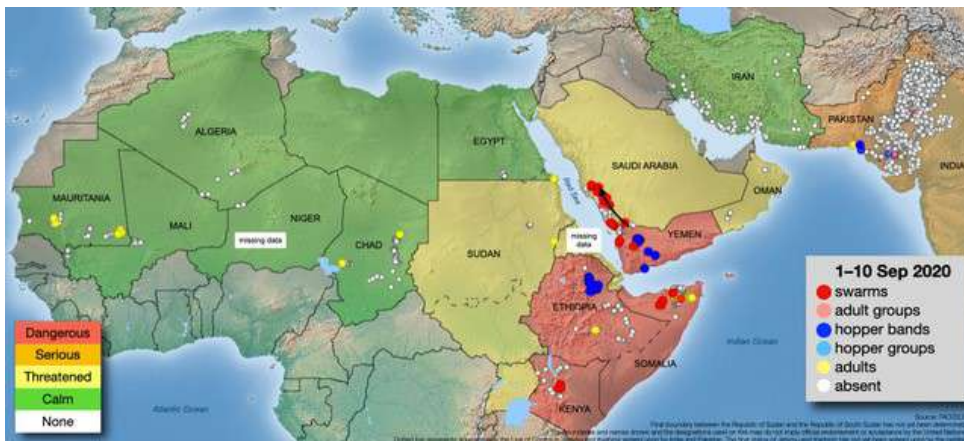 IRAN
ALGERIA
EGYPT
PAKISTAN
INDIA
SAUDI ARABIA
Red Sea
OMAN
MAURITANIA
MALI
NIGER
missing data
CHAD
SUDAN
missing
data
YEMEN
ETHIOPIA
SOMALIA
KENYA
Indian Ocean
Atlantic Ocean
Dangerous
Serious
Threatened
Calm
None
1–10 Sep 2020
swarms
adult groups
hopper bands
hopper groups
adults
absent